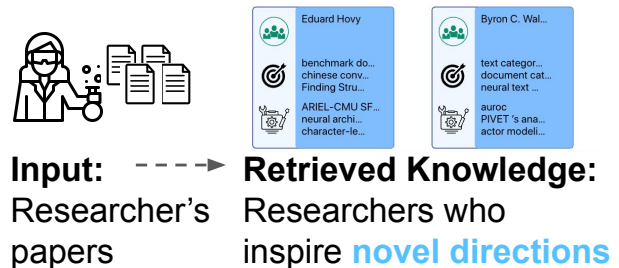 Eduard Hovy
benchmark do...
chinese conv...
Finding Stru...
ARIEL-CMU SF...
neural archi...
character-le...
Byron C. Wal...
text categor...
document cat...
neural text ...
auroc
PIVET 's ana...
actor modeli...
Input:
Researcher's
papers
Retrieved Knowledge:
Researchers who
inspire novel directions